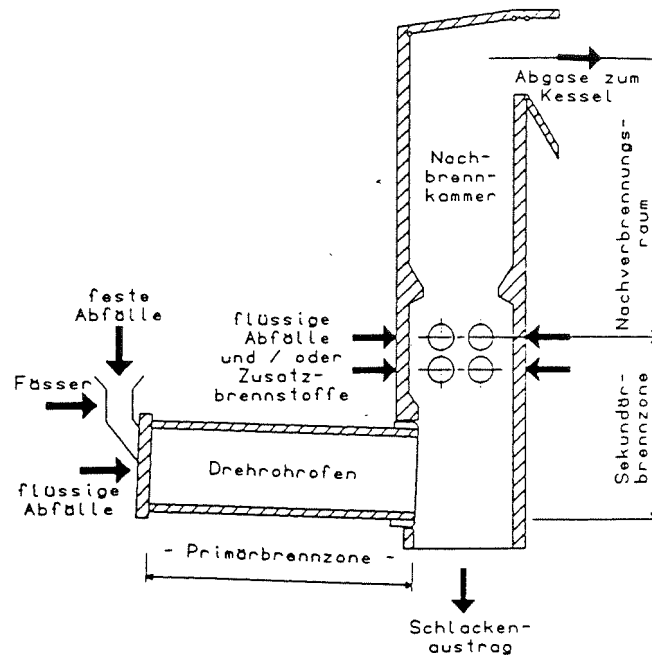 Abgase zum
Kessel
Nach-
brenn-
kammer
Nachverbrennungs-
raum
feste
Abfälle
flüssige
Abfälle
und / oder
Zusatz-
brennstoffe
Fässer
Sekundär-
brennzone
Drehrohrofen
flüssige
Abfälle
- Primärbrennzone -
Schlacken-
austrag